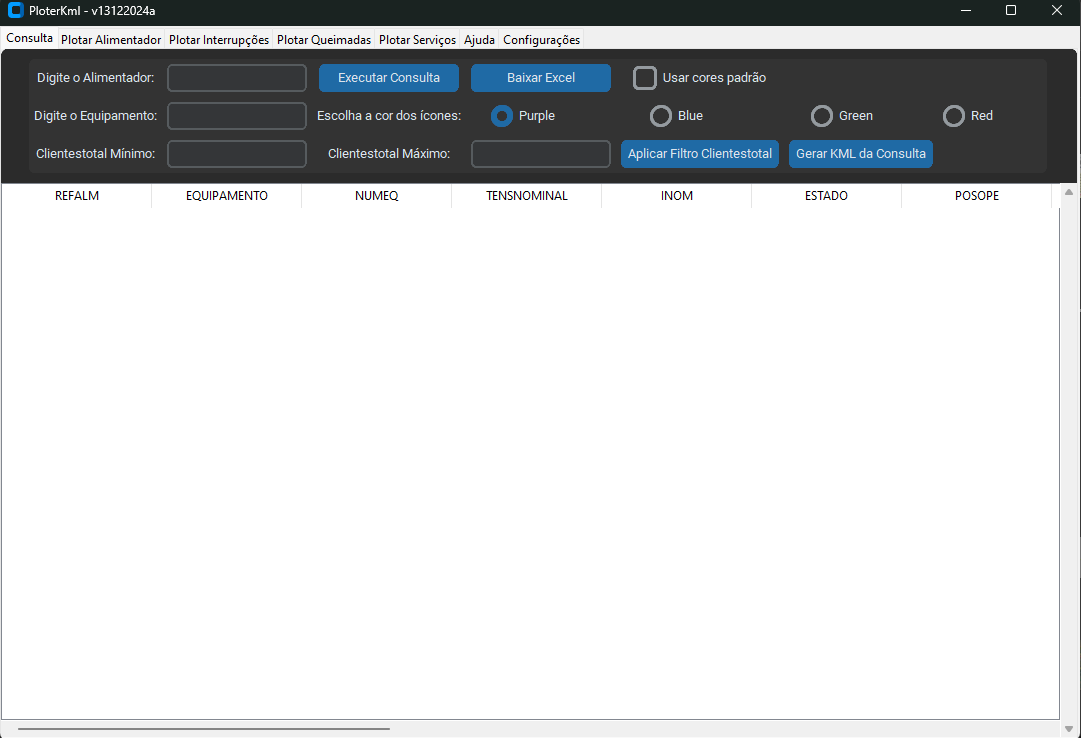 PloterKml - v13122024a
Consulta Plotar Alimentador Plotar Interrupções Plotar Queimadas Plotar Serviços Ajuda Configurações
Digite o Alimentador: Executar Consulta Baixar Excel Usar cores padrão
Digite o Equipamento: Escolha a cor dos ícones: Purple Blue Green Red
Clientestotal Mínimo: Clientestotal Máximo: Aplicar Filtro Clientestotal Gerar KML da Consulta
REFALM EQUIPAMENTO NUMEQ TENSNOMINAL INOM ESTADO POSOPE